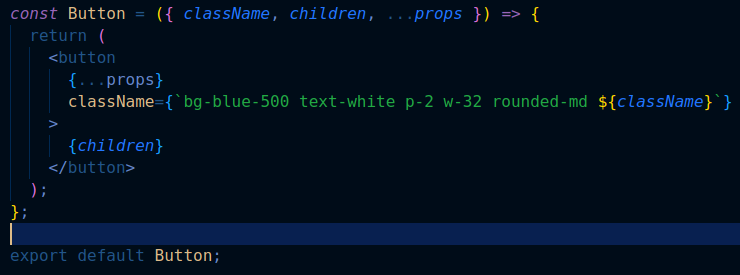 const Button = ({ className, children, ...props }) => {
  return (
    <button
      {...props}
      className={`bg-blue-500 text-white p-2 w-32 rounded-md ${className}`}
    >
      {children}
    </button>
  );
};

export default Button;